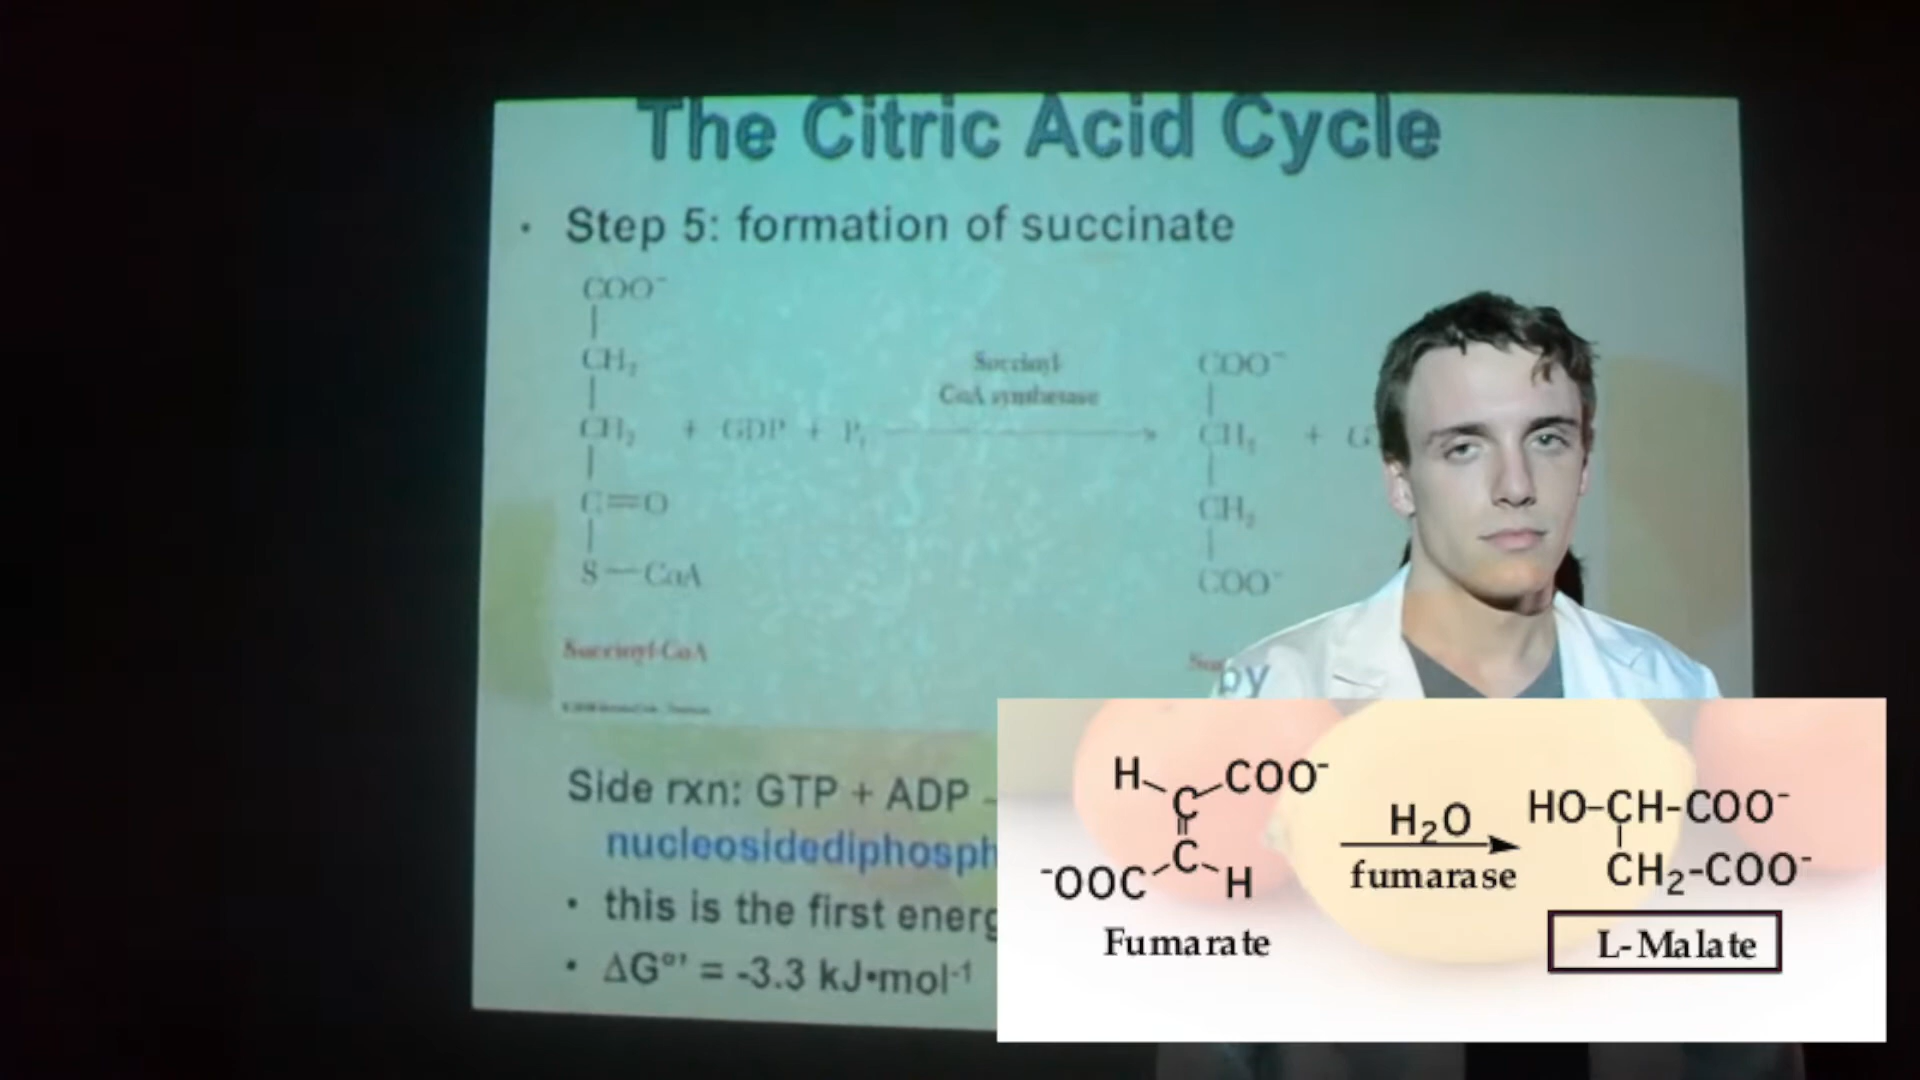 The Citric Acid Cycle
• Step 5: formation of succinate
COO⁻
CH₂
CH₂ + GDP + Pᵢ
C=O
S—CoA
Succinyl-CoA
Succinyl-
CoA synthetase
COO⁻
CH₂ +
CH₂
COO⁻
by
Side rxn: GTP + ADP
• this is the first
• ΔG°' = -3.3 kJ•mol⁻¹
H COO⁻
C
C
⁻OOC H
Fumarate
H₂O
fumarase
HO-CH-COO⁻
CH₂-COO⁻
L-Malate